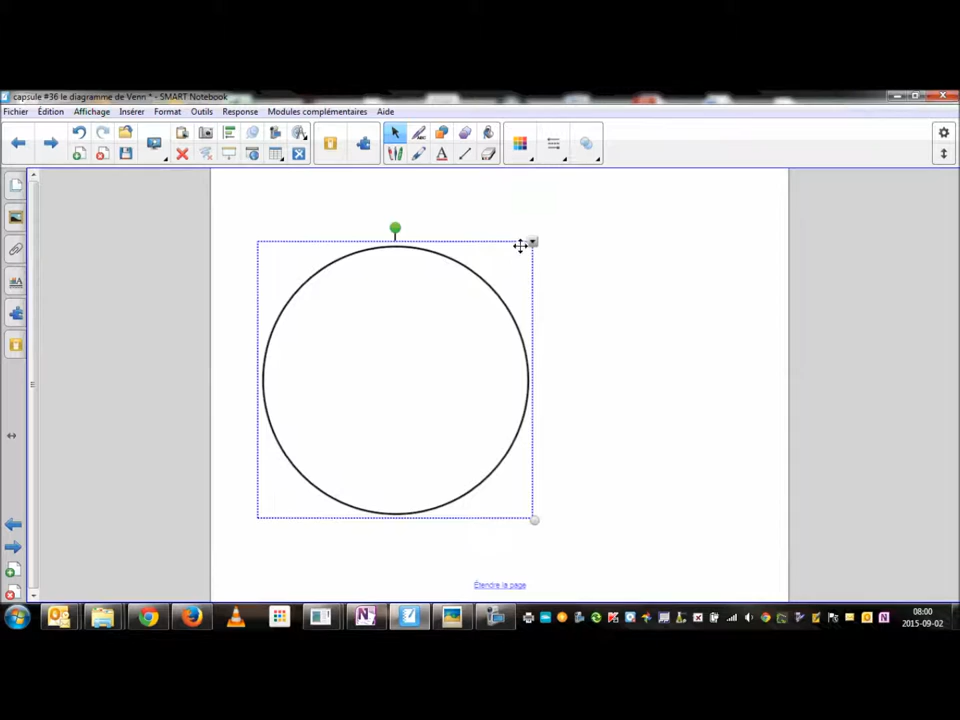 capsule #36 le diagramme de Venn * - SMART Notebook
Fichier Édition Affichage Insérer Format Outils Réponse Modules complémentaires Aide
Étendre la page
08:00
2015-09-02